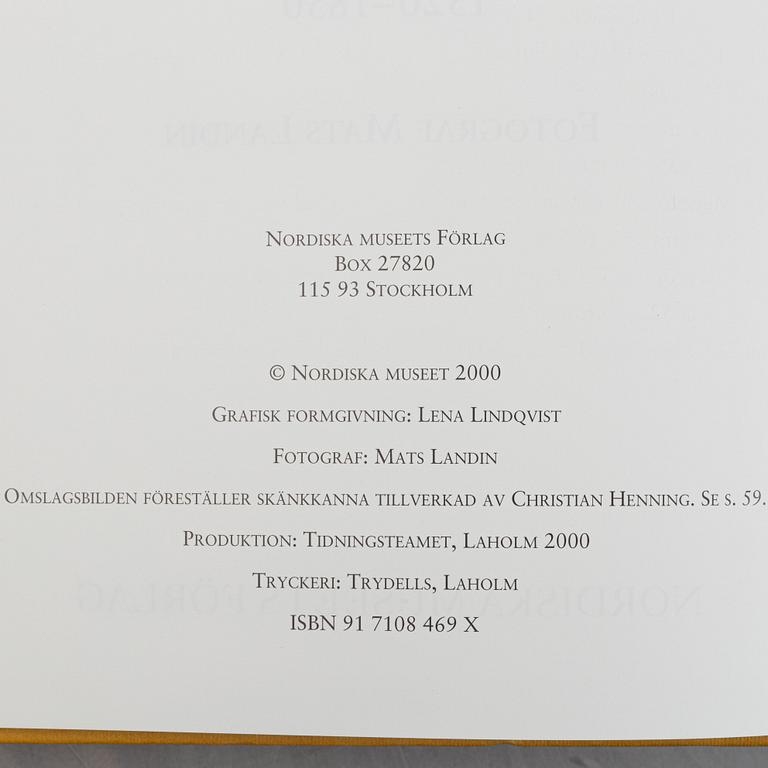 Nordiska museets Förlag
Box 27820
115 93 Stockholm
© Nordiska museet 2000
Grafisk formgivning: Lena Lindqvist
Fotograf: Mats Landin
Omslagsbilden föreställer skänkkanna tillverkad av Christian Henning. Se s. 59.
Produktion: Tidningsteamet, Laholm 2000
Tryckeri: Trydells, Laholm
ISBN 91 7108 469 X